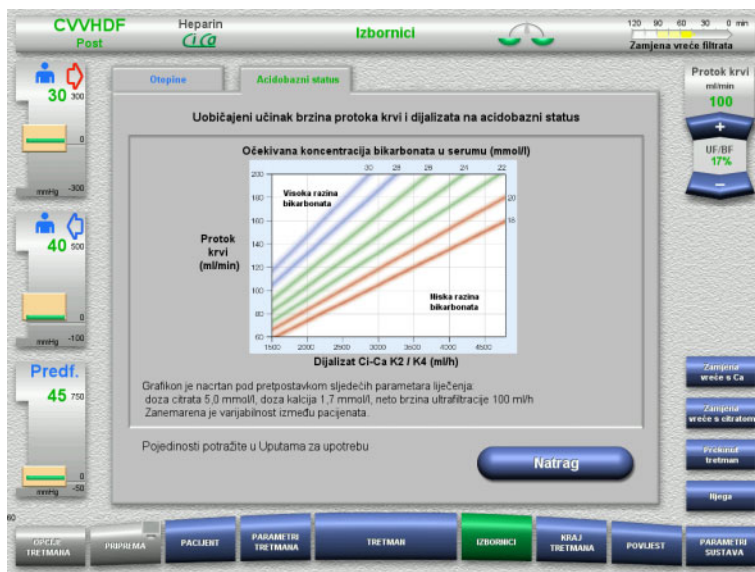 CVVHDF
Post
Heparin
CiCa
Izbornici
120 90 60 30 0 min
Zamjena vreće filtrata
30 300
0
mmHg -300
40 500
0
mmHg -100
Predf.
45 750
0
mmHg -50
Otopine
Acidobazni status
Uobičajeni učinak brzina protoka krvi i dijalizata na acidobazni status
Očekivana koncentracija bikarbonata u serumu (mmol/l)
30 28 26 24 22
20
18
Visoka razina
bikarbonata
Niska razina
bikarbonata
Protok
krvi
(ml/min)
200
180
160
140
120
100
80
60
1500 2000 2500 3000 3500 4000 4500
Dijalizat Ci-Ca K2 / K4 (ml/h)
Grafikon je nacrtan pod pretpostavkom sljedećih parametara liječenja:
doza citrata 5,0 mmol/l, doza kalcija 1,7 mmol/l, neto brzina ultrafiltracije 100 ml/h
Zanemarena je varijabilnost između pacijenata.
Pojedinosti potražite u Uputama za upotrebu
Natrag
Protok krvi
ml/min
100
+
UF/BF
17%
−
Zamjena
vreće s Ca
Zamjena
vreće s citratom
Prekinut
tretman
Njega
60
OPCIJE
TRETMANA
PRIPREMA
PACIJENT
PARAMETRI
TRETMANA
TRETMAN
IZBORNICI
KRAJ
TRETMANA
POVIJEST
PARAMETRI
SUSTAVA